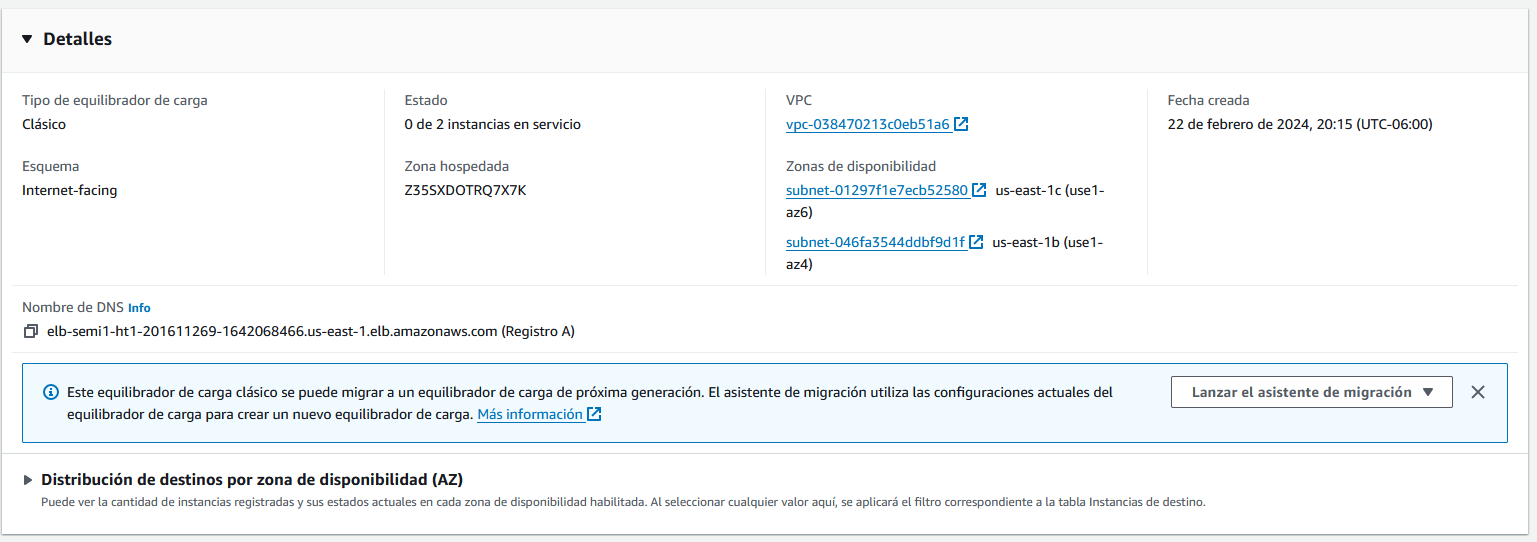 Detalles
Tipo de equilibrador de carga
Clásico
Estado
0 de 2 instancias en servicio
VPC
vpc-038470213c0eb51a6
Fecha creada
22 de febrero de 2024, 20:15 (UTC-06:00)
Esquema
Internet-facing
Zona hospedada
Z35SXDOTRQ7X7K
Zonas de disponibilidad
subnet-01297f1e7ecb52580 us-east-1c (use1-
az6)
subnet-046fa3544ddbf9d1f us-east-1b (use1-
az4)
Nombre de DNS Info
elb-semi1-ht1-201611269-1642068466.us-east-1.elb.amazonaws.com (Registro A)
Este equilibrador de carga clásico se puede migrar a un equilibrador de carga de próxima generación. El asistente de migración utiliza las configuraciones actuales del
equilibrador de carga para crear un nuevo equilibrador de carga. Más información
Lanzar el asistente de migración
Distribución de destinos por zona de disponibilidad (AZ)
Puede ver la cantidad de instancias registradas y sus estados actuales en cada zona de disponibilidad habilitada. Al seleccionar cualquier valor aquí, se aplicará el filtro correspondiente a la tabla Instancias de destino.